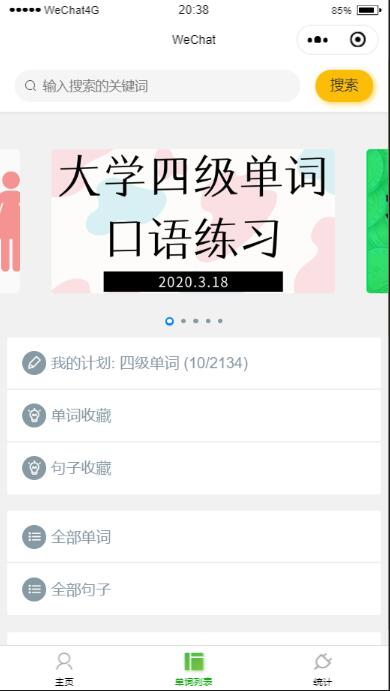 WeChat4G
20:38
85%
WeChat
输入搜索的关键词
搜索
大学四级单词
口语练习
2020.3.18
我的计划: 四级单词 (10/2134)
单词收藏
句子收藏
全部单词
全部句子
主页
单词列表
统计